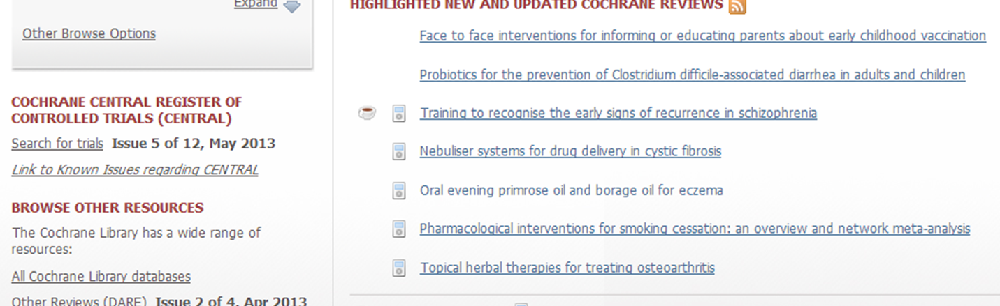 Expand
Other Browse Options
COCHRANE CENTRAL REGISTER OF
CONTROLLED TRIALS (CENTRAL)
Search for trials Issue 5 of 12, May 2013
Link to Known Issues regarding CENTRAL
BROWSE OTHER RESOURCES
The Cochrane Library has a wide range of
resources:
All Cochrane Library databases
Other Reviews (DARE) Issue 2 of 4, Apr 2013
HIGHLIGHTED NEW AND UPDATED COCHRANE REVIEWS
Face to face interventions for informing or educating parents about early childhood vaccination
Probiotics for the prevention of Clostridium difficile-associated diarrhea in adults and children
Training to recognise the early signs of recurrence in schizophrenia
Nebuliser systems for drug delivery in cystic fibrosis
Oral evening primrose oil and borage oil for eczema
Pharmacological interventions for smoking cessation: an overview and network meta-analysis
Topical herbal therapies for treating osteoarthritis